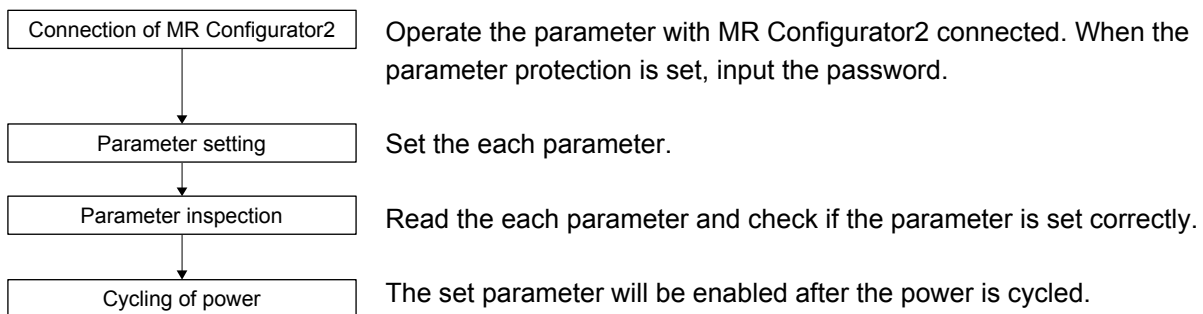 Connection of MR Configurator2
Operate the parameter with MR Configurator2 connected. When the
parameter protection is set, input the password.
Parameter setting
Set the each parameter.
Parameter inspection
Read the each parameter and check if the parameter is set correctly.
Cycling of power
The set parameter will be enabled after the power is cycled.